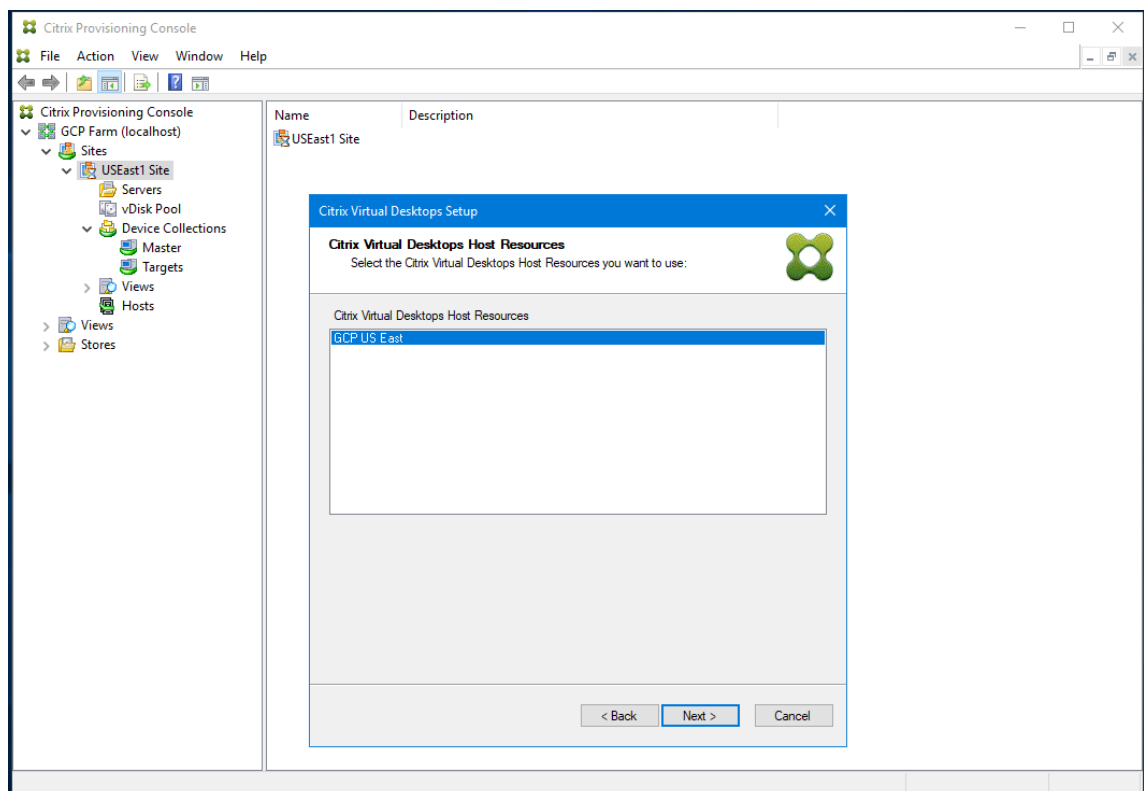 Citrix Provisioning Console
File Action View Window Help
Citrix Provisioning Console
GCP Farm (localhost)
Sites
USEast1 Site
Servers
vDisk Pool
Device Collections
Master
Targets
Views
Hosts
Views
Stores
Name Description
USEast1 Site
Citrix Virtual Desktops Setup
Citrix Virtual Desktops Host Resources
Select the Citrix Virtual Desktops Host Resources you want to use:
Citrix Virtual Desktops Host Resources
GCP US East
< Back Next > Cancel